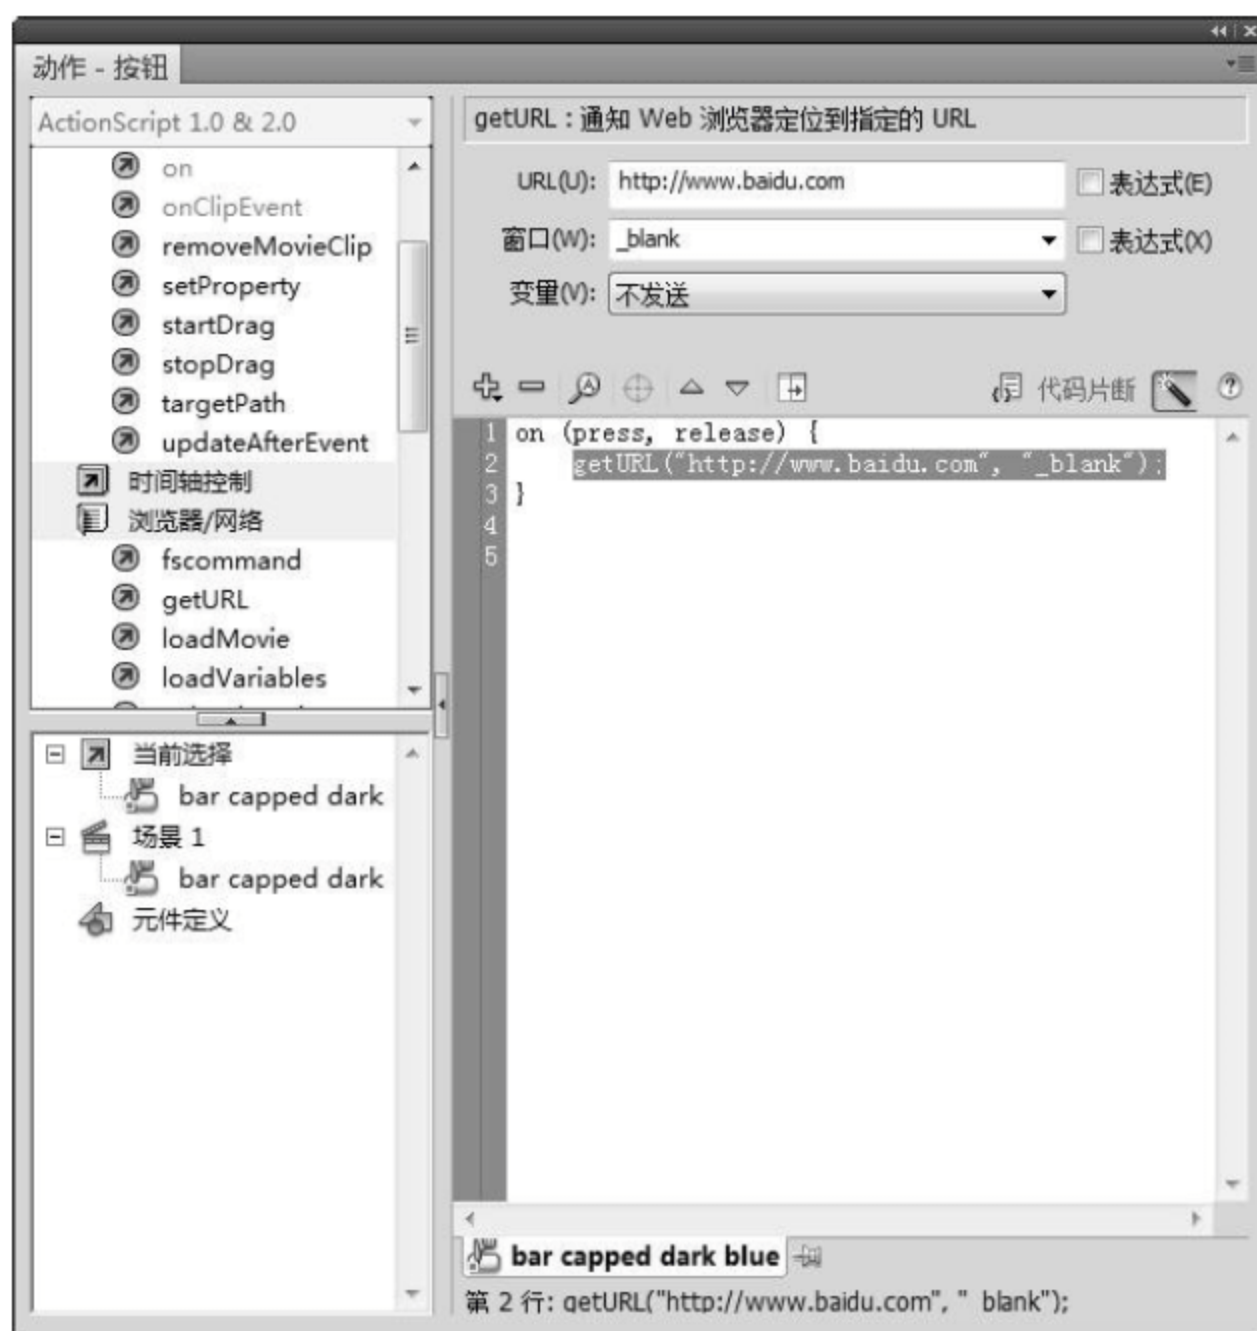 动作 - 按钮
ActionScript 1.0 & 2.0
on
onClipEvent
removeMovieClip
setProperty
startDrag
stopDrag
targetPath
updateAfterEvent
时间轴控制
浏览器/网络
fscommand
getURL
loadMovie
loadVariables
当前选择
bar capped dark
场景 1
bar capped dark
元件定义
getURL : 通知 Web 浏览器定位到指定的 URL
URL(U): http://www.baidu.com 表达式(E)
窗口(W): _blank 表达式(X)
变量(V): 不发送
代码片断
1 on (press, release) {
2 getURL("http://www.baidu.com", "_blank");
3 }
4
5
bar capped dark blue
第 2 行: getURL("http://www.baidu.com", "_blank");